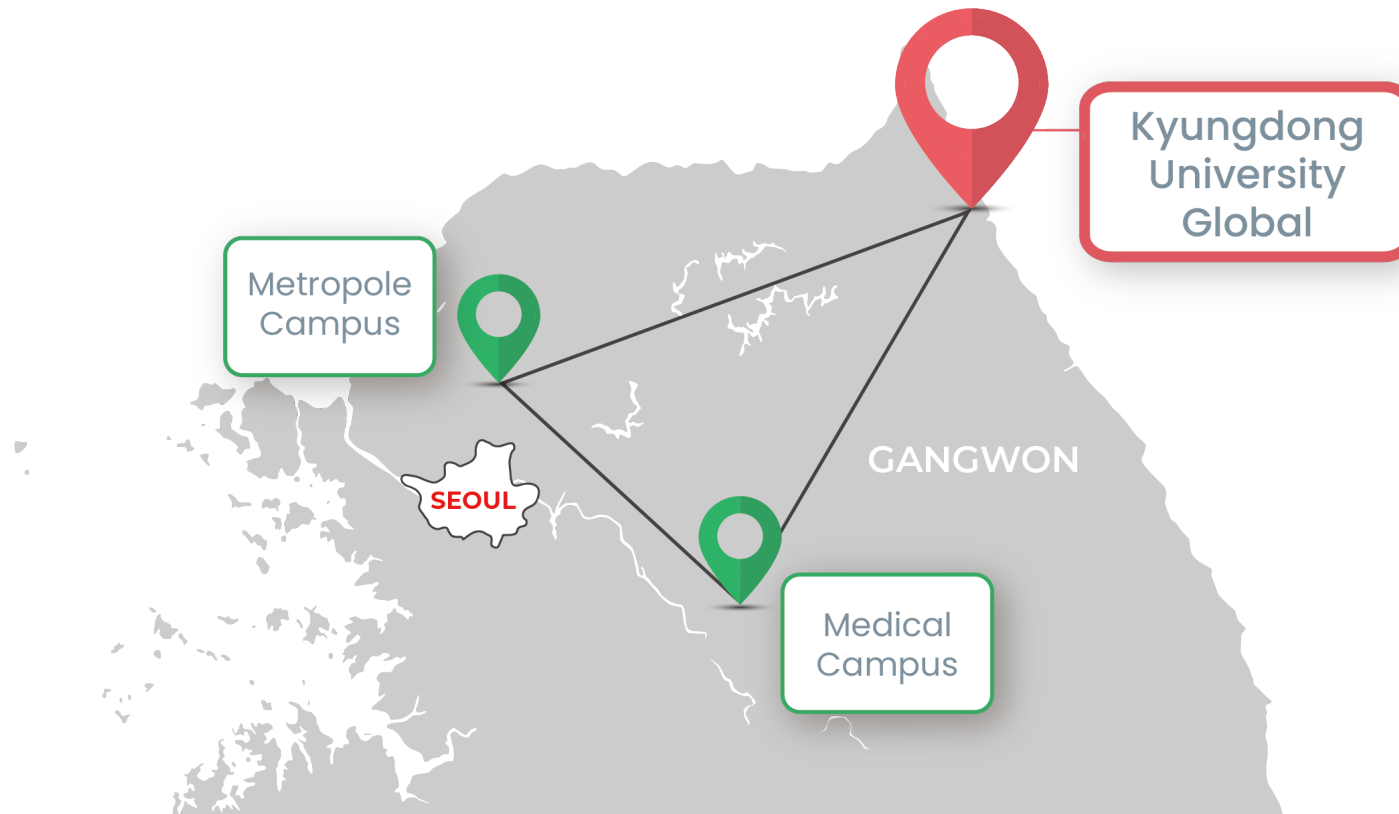 Kyungdong
University
Global
Metropole
Campus
GANGWON
SEOUL
Medical
Campus